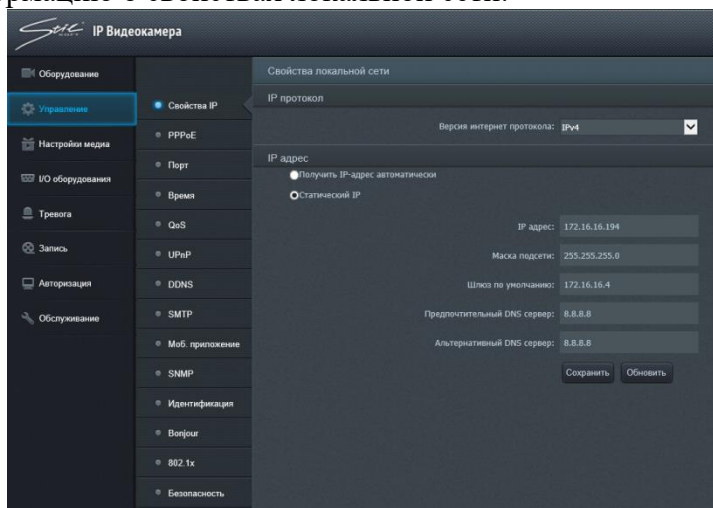 рмацию о свойствах локальной сети.
IP Видеокамера
Оборудование
Управление
Настройки медиа
I/O оборудования
Тревога
Запись
Авторизация
Обслуживание
Свойства IP
PPPoE
Порт
Время
QoS
UPnP
DDNS
SMTP
Моб. приложение
SNMP
Идентификация
Bonjour
802.1x
Безопасность
Свойства локальной сети
IP протокол
Версия интернет протокола: IPv4
IP адрес
Получить IP-адрес автоматически
Статический IP
IP адрес: 172.16.16.194
Маска подсети: 255.255.255.0
Шлюз по умолчанию: 172.16.16.4
Предпочтительный DNS сервер: 8.8.8.8
Альтернативный DNS сервер: 8.8.8.8
Сохранить Обновить